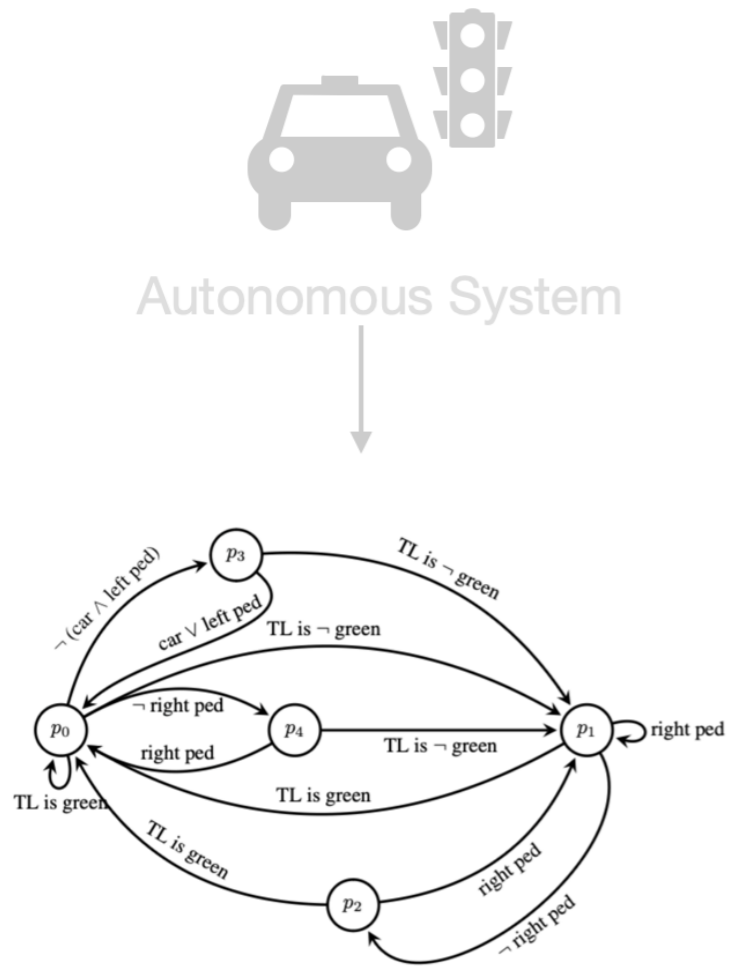 Autonomous System
p₃
¬ (car ∧ left ped)
TL is ¬ green
car ∨ left ped
TL is ¬ green
¬ right ped
p₀
p₄
p₁
right ped
right ped
TL is ¬ green
TL is green
TL is green
TL is green
right ped
p₂
¬ right ped